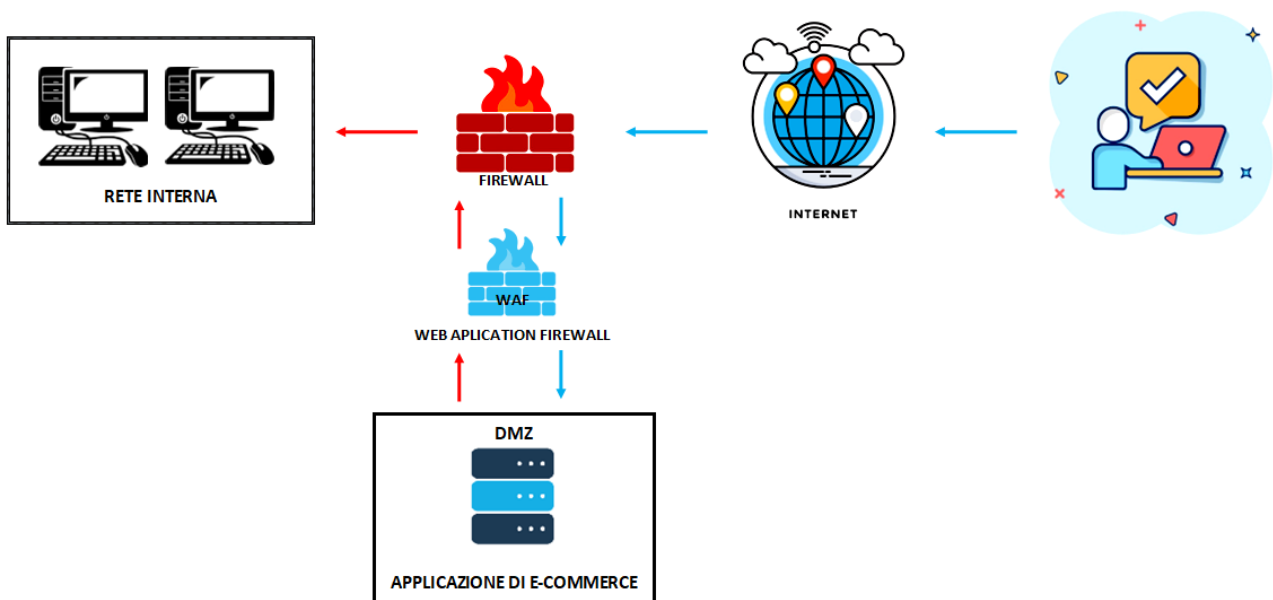 RETE INTERNA
FIREWALL
INTERNET
WAF
WEB APLICATION FIREWALL
DMZ
APPLICAZIONE DI E-COMMERCE